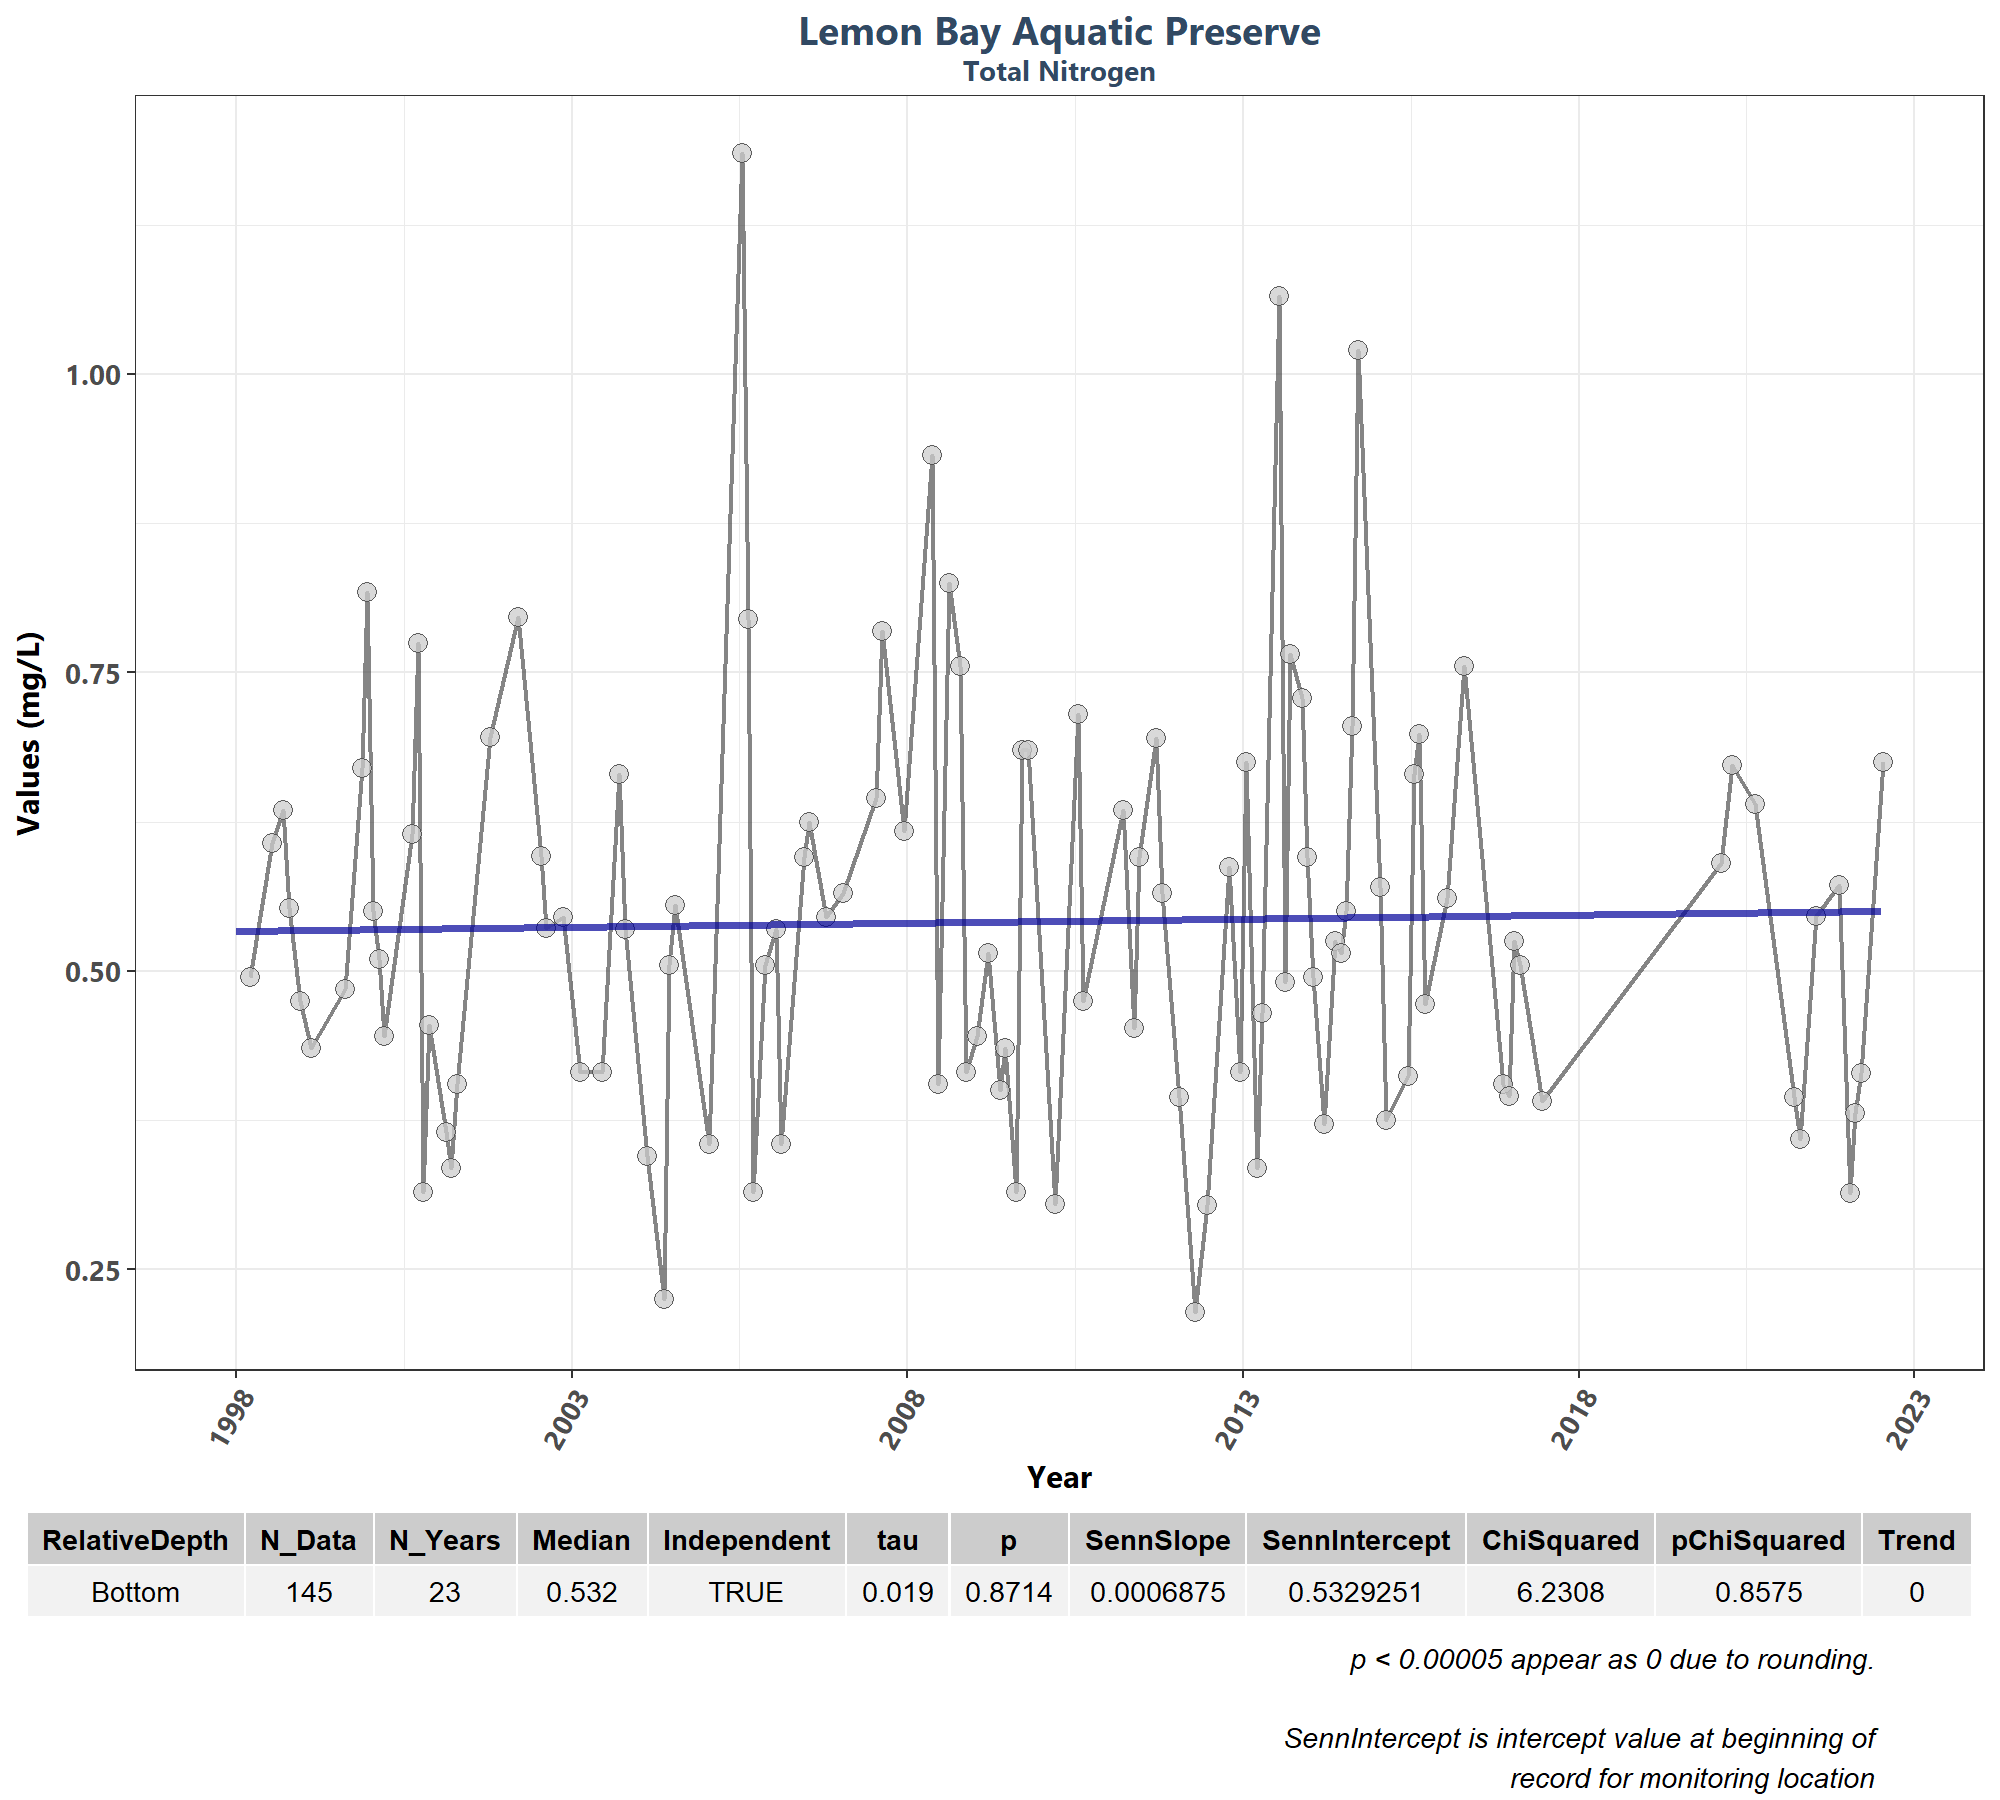 Lemon Bay Aquatic Preserve
Total Nitrogen
Values (mg/L)
1.00
0.75
0.50
0.25
1998 2003 2008 2013 2018 2023
Year
RelativeDepth N_Data N_Years Median Independent tau p SennSlope SennIntercept ChiSquared pChiSquared Trend
Bottom 145 23 0.532 TRUE 0.019 0.8714 0.0006875 0.5329251 6.2308 0.8575 0
p < 0.00005 appear as 0 due to rounding.
SennIntercept is intercept value at beginning of
record for monitoring location